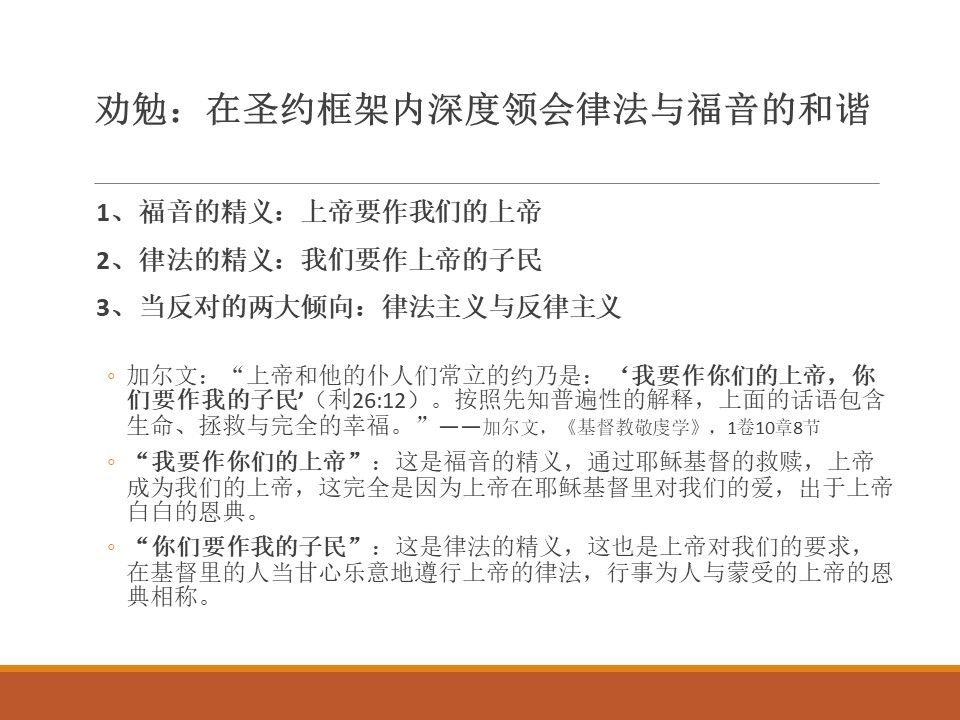 劝勉：在圣约框架内深度领会律法与福音的和谐
1、福音的精义：上帝要作我们的上帝
2、律法的精义：我们要作上帝的子民
3、当反对的两大倾向：律法主义与反律主义
◦ 加尔文：“上帝和他的仆人们常立的约乃是：‘我要作你们的上帝，你
们要作我的子民’（利26:12）。按照先知普遍性的解释，上面的话语包含
生命、拯救与完全的幸福。”——加尔文，《基督教敬虔学》，1卷10章8节
◦ “我要作你们的上帝”：这是福音的精义，通过耶稣基督的救赎，上帝
成为我们的上帝，这完全是因为上帝在耶稣基督里对我们的爱，出于上帝
白白的恩典。
◦ “你们要作我的子民”：这是律法的精义，这也是上帝对我们的要求，
在基督里的人当甘心乐意地遵行上帝的律法，行事为人与蒙受的上帝的恩
典相称。